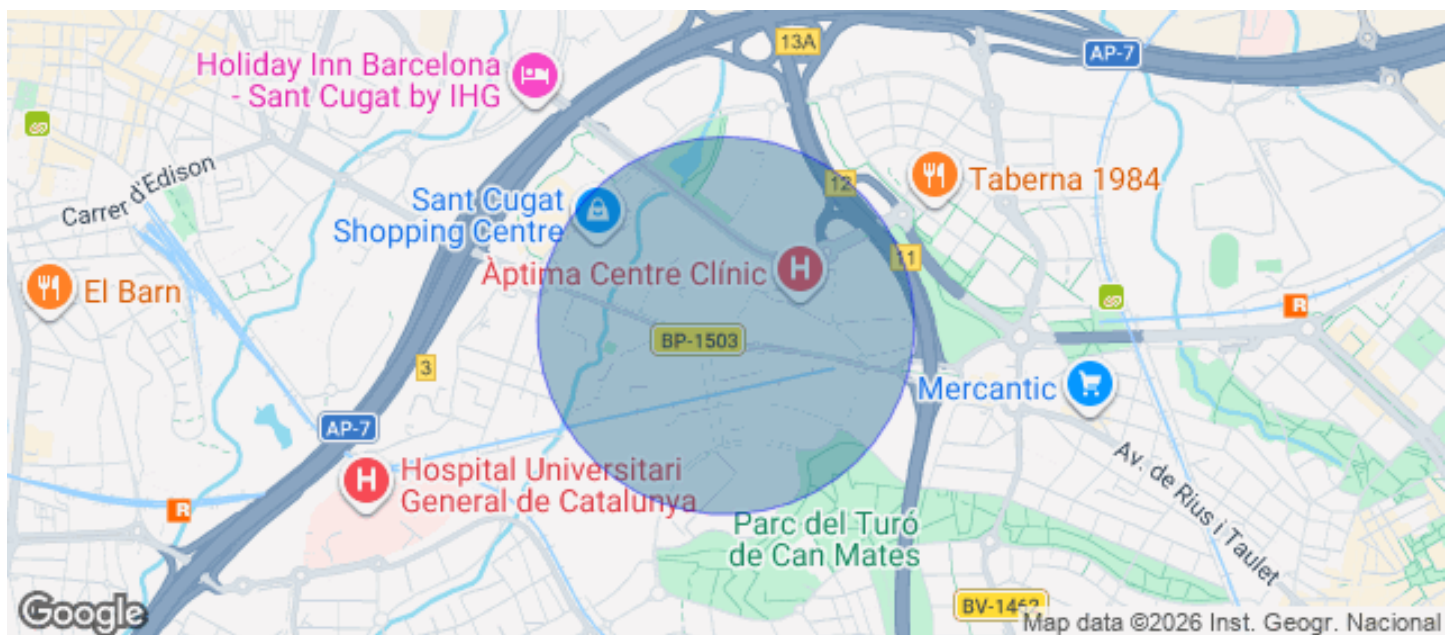 13A
AP-7
Holiday Inn Barcelona
- Sant Cugat by IHG
Carrer d'Edison
12
Taberna 1984
Sant Cugat
Shopping Centre
11
Àptima Centre Clínic
H
El Barn
R
BP-1503
3
Mercantic
AP-7
Av. de Rius i Taulet
H
Hospital Universitari
General de Catalunya
R
Parc del Turó
de Can Mates
BV-1462
Google
Map data ©2026 Inst. Geogr. Nacional